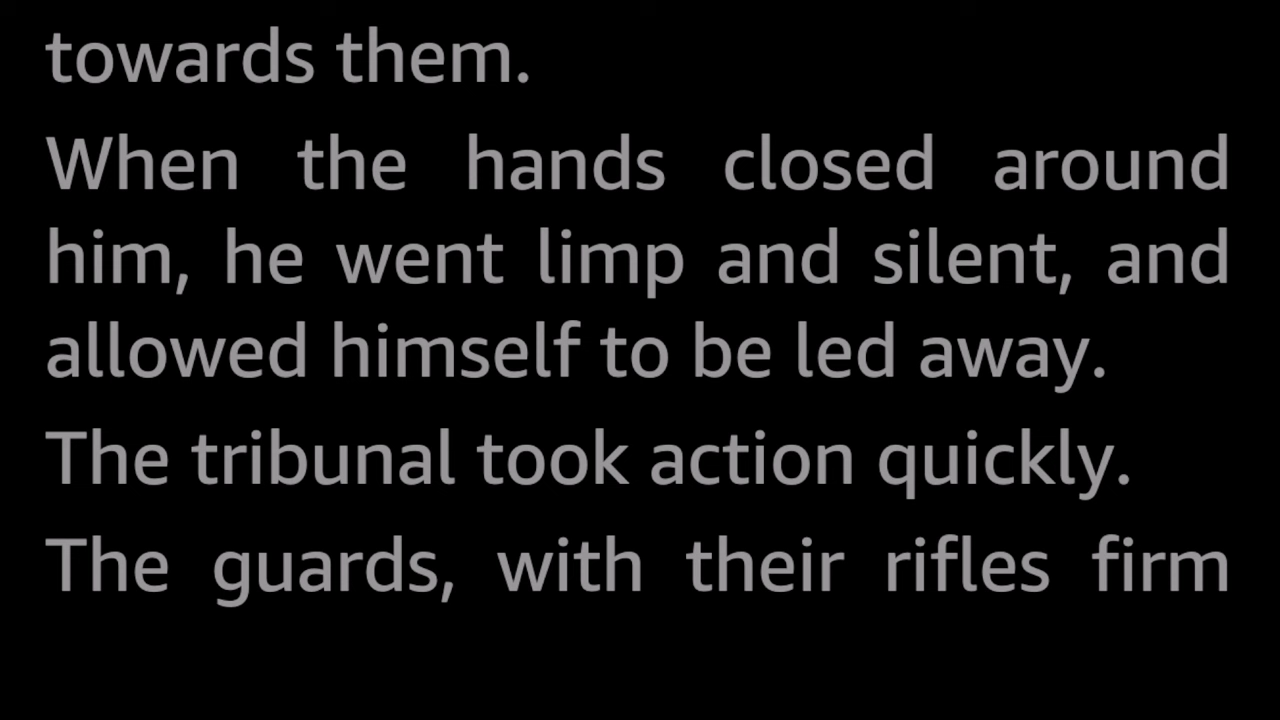 towards them.
When the hands closed around
him, he went limp and silent, and
allowed himself to be led away.
The tribunal took action quickly.
The guards, with their rifles firm